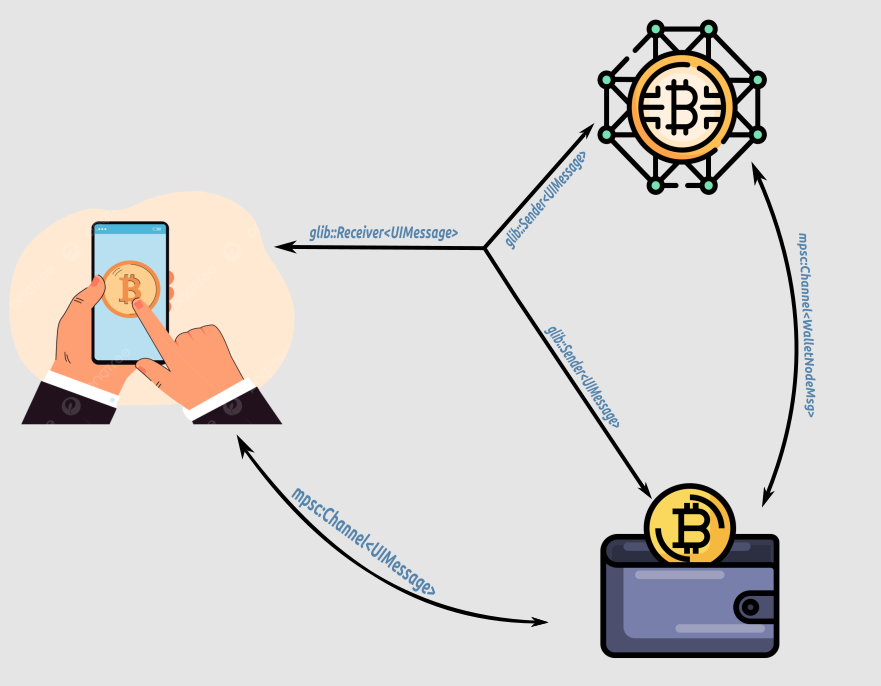 glib::Sender<UIMessage>
glib::Receiver<UIMessage>
mpsc:Channel<WalletNodeMsg>
glib::Sender<UIMessage>
mpsc:Channel<UIMessage>